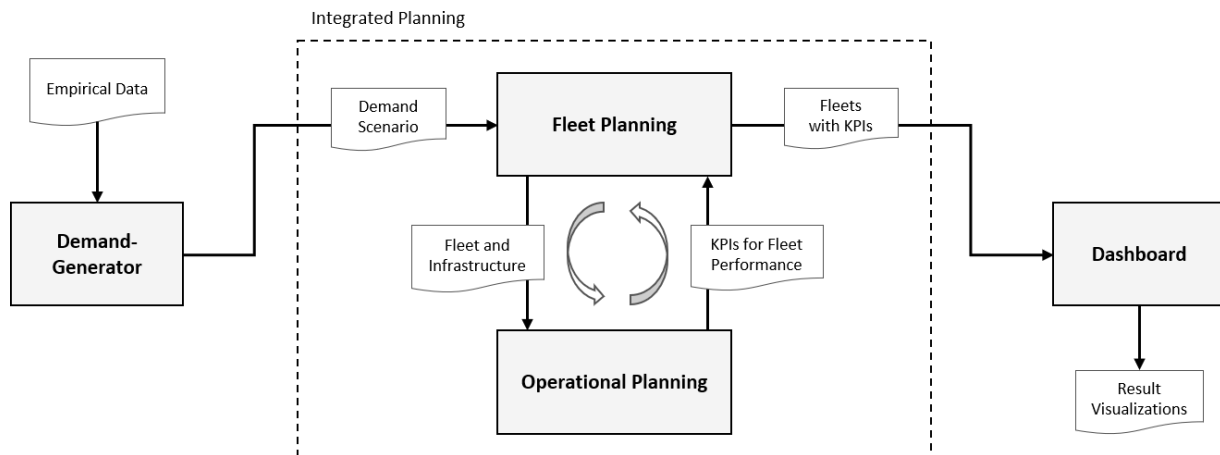 Integrated Planning
Empirical Data
Demand
Scenario
Fleet Planning
Fleets
with KPIs
Demand-
Generator
Fleet and
Infrastructure
KPIs for Fleet
Performance
Dashboard
Operational Planning
Result
Visualizations